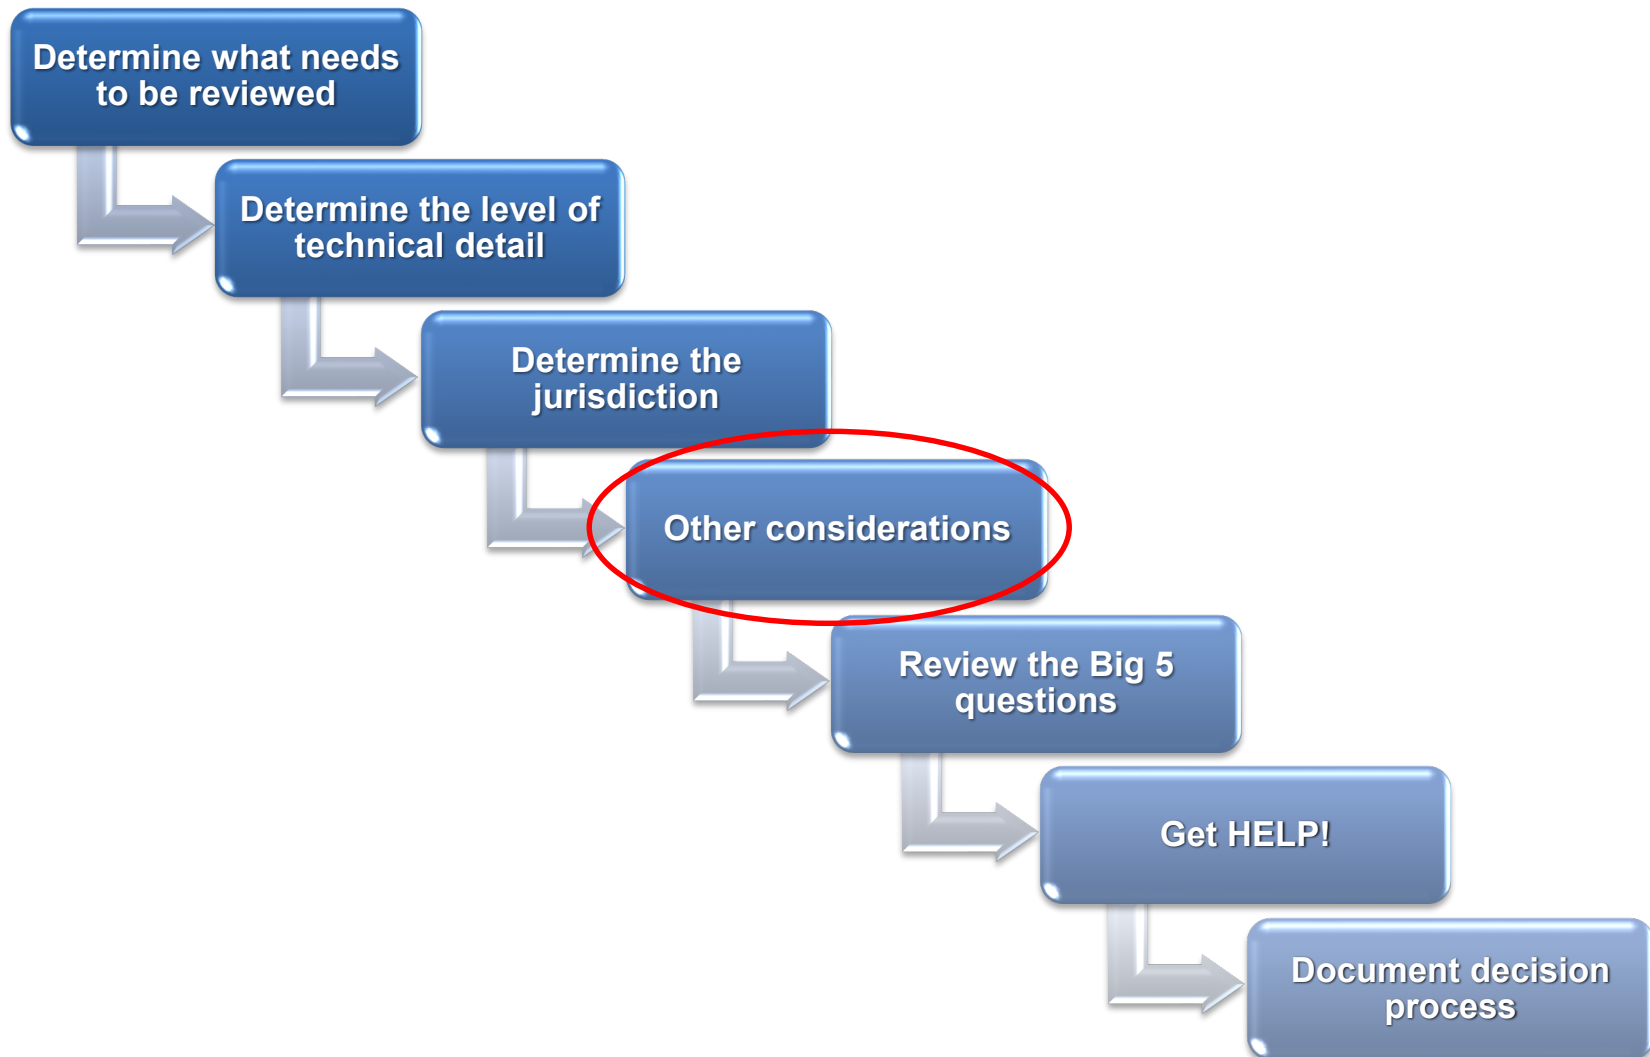 Determine what needs
to be reviewed
Determine the level of
technical detail
Determine the
jurisdiction
Other considerations
Review the Big 5
questions
Get HELP!
Document decision
process